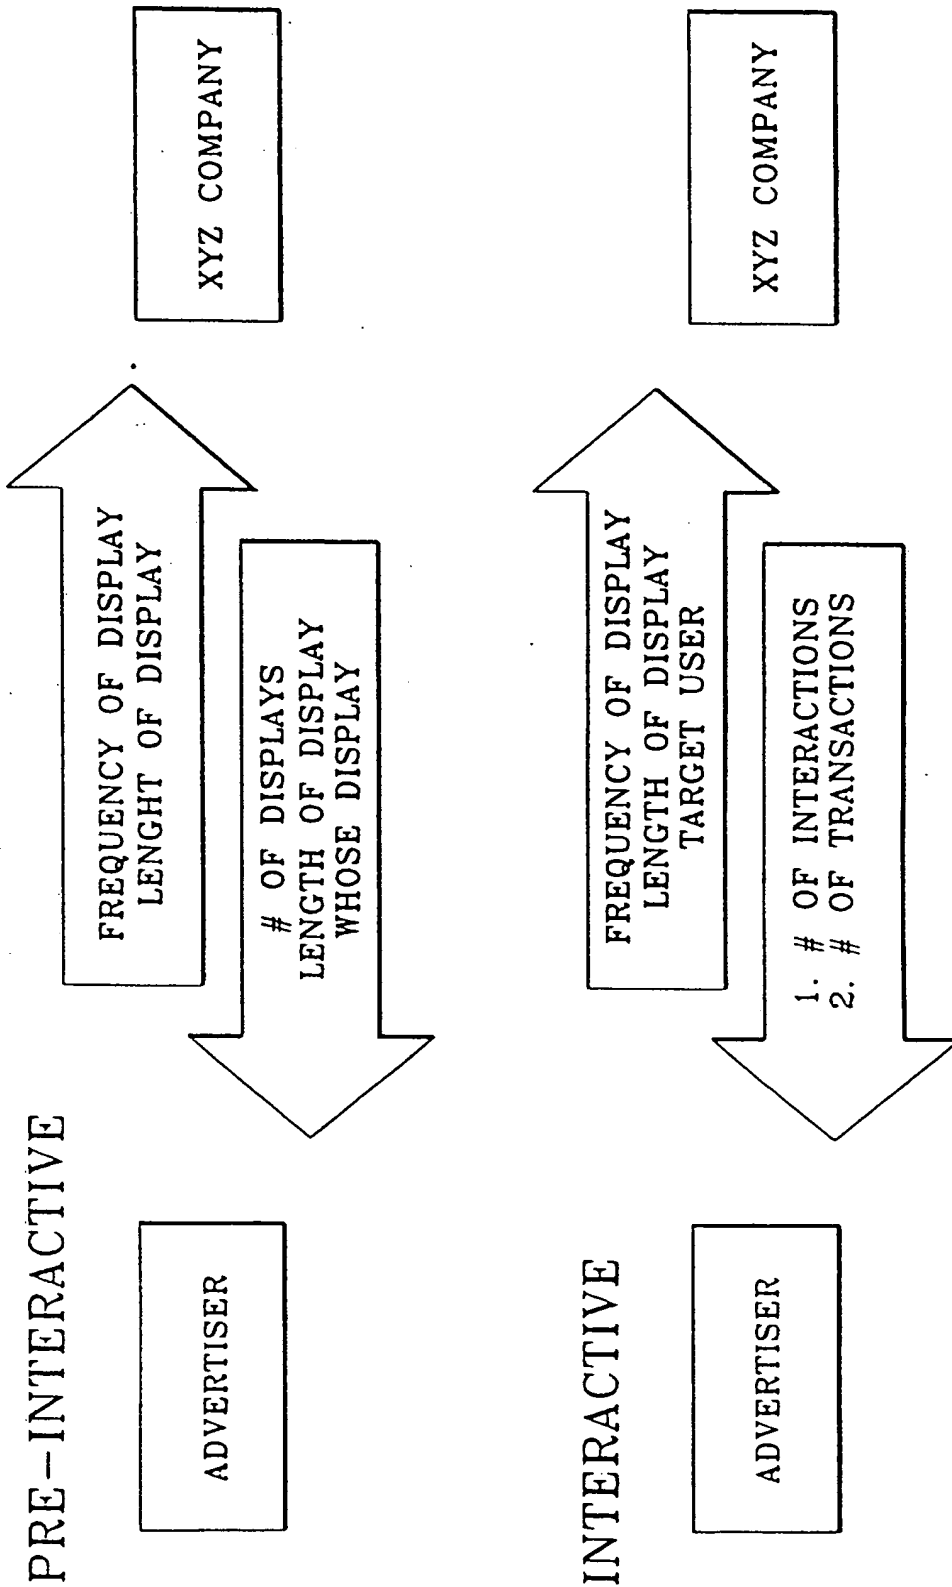 PRE-INTERACTIVE
ADVERTISER
FREQUENCY OF DISPLAY
LENGHT OF DISPLAY
# OF DISPLAYS
LENGTH OF DISPLAY
WHOSE DISPLAY
XYZ COMPANY
INTERACTIVE
ADVERTISER
FREQUENCY OF DISPLAY
LENGTH OF DISPLAY
TARGET USER
1. # OF INTERACTIONS
2. # OF TRANSACTIONS
XYZ COMPANY